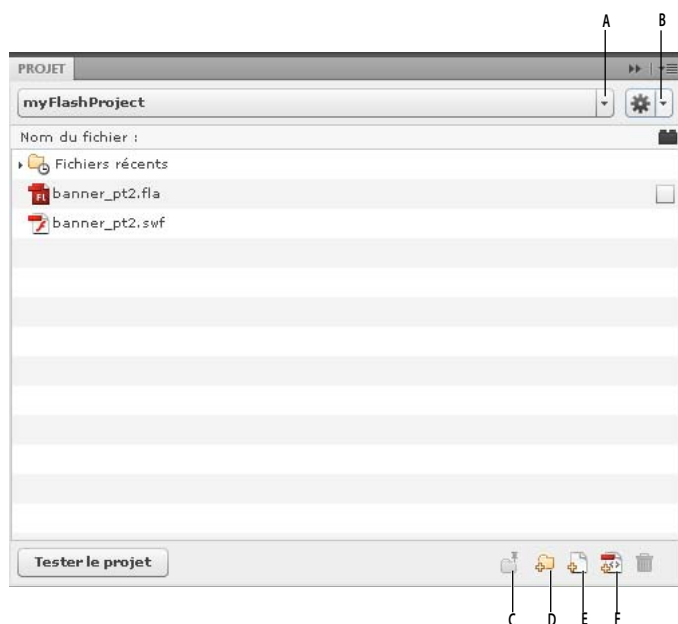 A B
PROJET
myFlashProject
Nom du fichier :
Fichiers récents
banner_pt2.fla
banner_pt2.swf
Tester le projet
C D E F